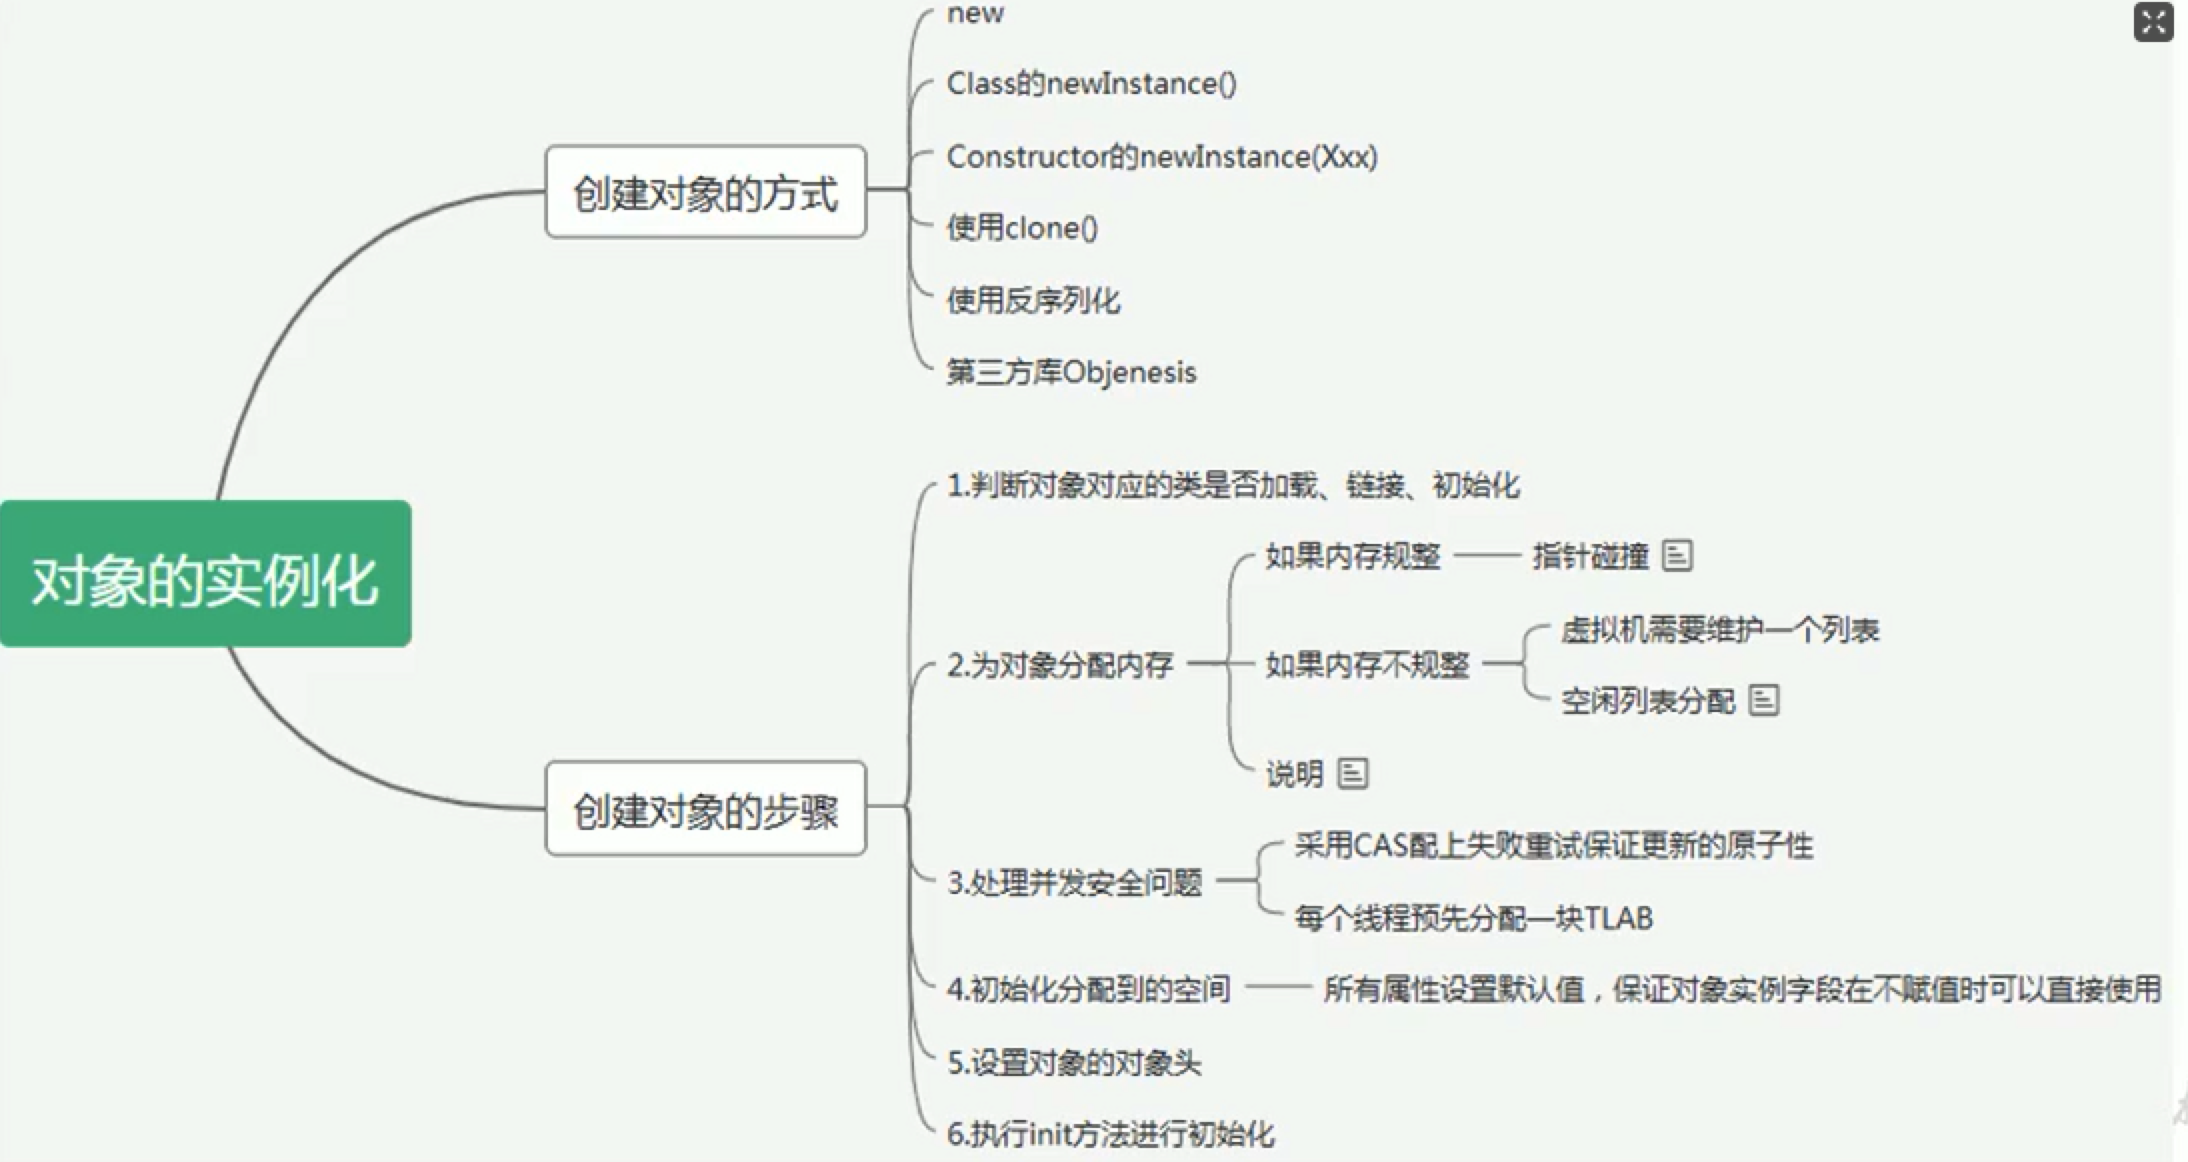 new
Class的newInstance()
Constructor的newInstance(Xxx)
创建对象的方式
使用clone()
使用反序列化
第三方库Objenesis
对象的实例化
创建对象的步骤
1.判断对象对应的类是否加载、链接、初始化
2.为对象分配内存
如果内存规整
指针碰撞
如果内存不规整
虚拟机需要维护一个列表
空闲列表分配
说明
3.处理并发安全问题
采用CAS配上失败重试保证更新的原子性
每个线程预先分配一块TLAB
4.初始化分配到的空间
所有属性设置默认值，保证对象实例字段在不赋值时可以直接使用
5.设置对象的对象头
6.执行init方法进行初始化